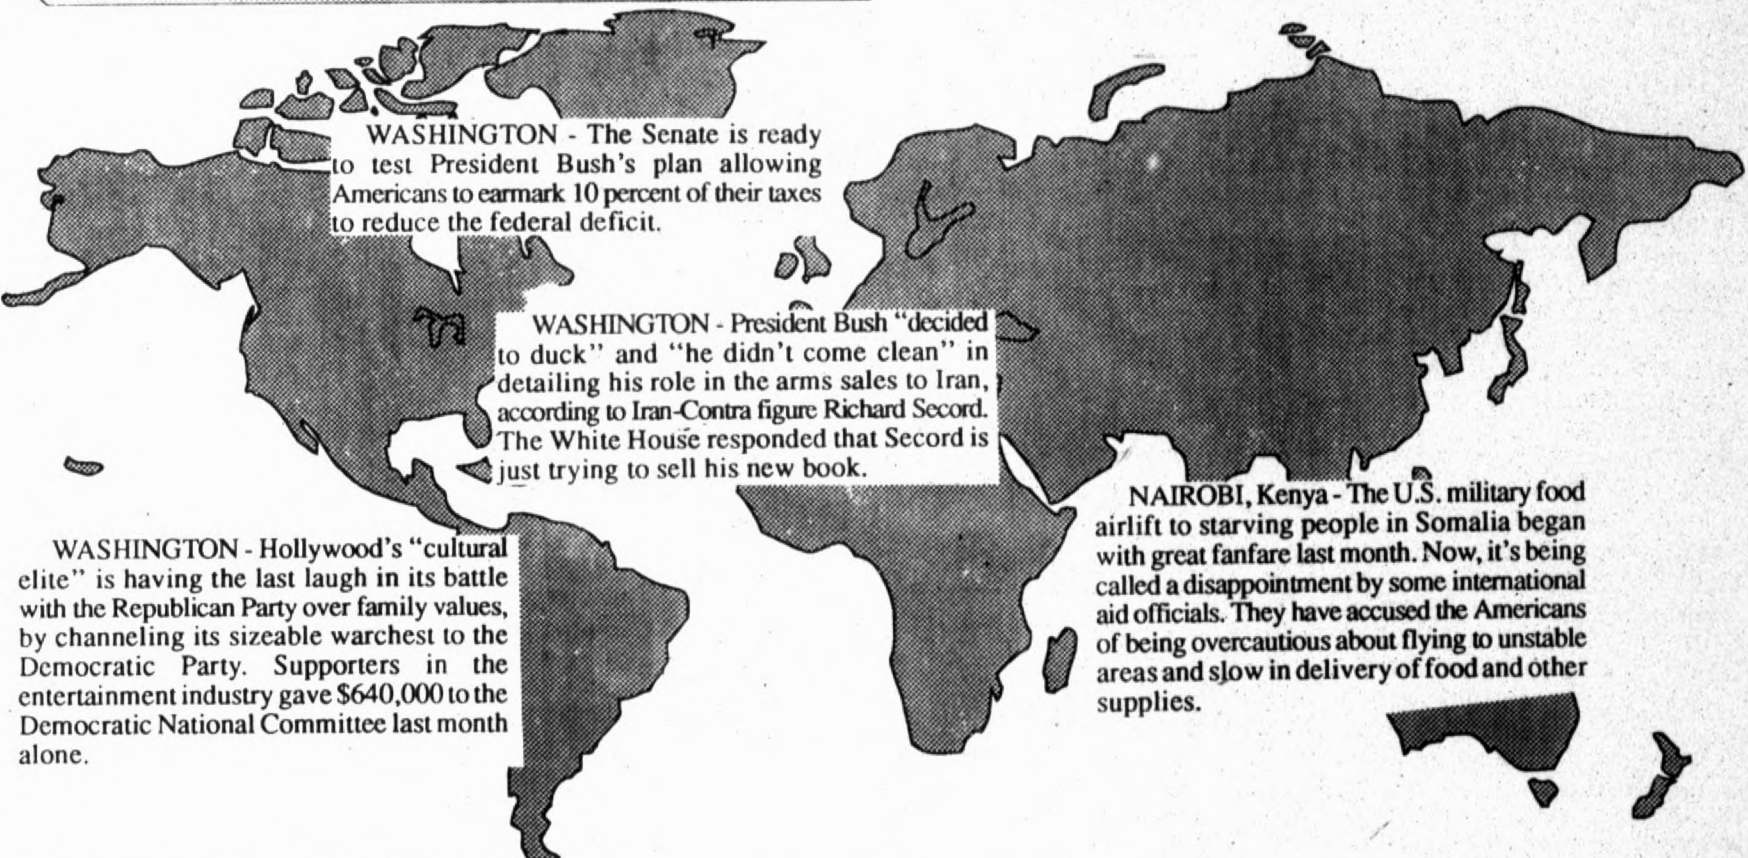 WASHINGTON - The Senate is ready
to test President Bush's plan allowing
Americans to earmark 10 percent of their taxes
to reduce the federal deficit.
WASHINGTON - President Bush "decided
to duck" and "he didn't come clean" in
detailing his role in the arms sales to Iran,
according to Iran-Contra figure Richard Secord.
The White House responded that Secord is
just trying to sell his new book.
WASHINGTON - Hollywood's "cultural
elite" is having the last laugh in its battle
with the Republican Party over family values,
by channeling its sizeable warchest to the
Democratic Party. Supporters in the
entertainment industry gave $640,000 to the
Democratic National Committee last month
alone.
NAIROBI, Kenya - The U.S. military food
airlift to starving people in Somalia began
with great fanfare last month. Now, it's being
called a disappointment by some international
aid officials. They have accused the Americans
of being overcautious about flying to unstable
areas and slow in delivery of food and other
supplies.